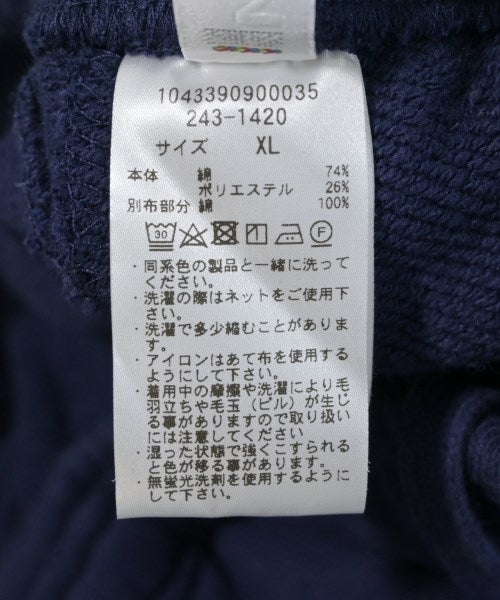 1043390900035
243-1420
サイズ XL
本体 綿 74%
ポリエステル 26%
別布部分 綿 100%
30 F
・同系色の製品と一緒に洗って
ください。
・洗濯の際はネットをご使用下
さい。
・洗濯で多少縮むことがありま
す。
・アイロンはあて布を使用する
ようにして下さい。
・着用中の摩擦や洗濯により毛
羽立ちや毛玉（ピル）が生じ
る事がありますので取り扱い
には注意してください
・湿った状態で強くこすられる
と色が移る事があります。
・無蛍光洗剤を使用するように
して下さい。